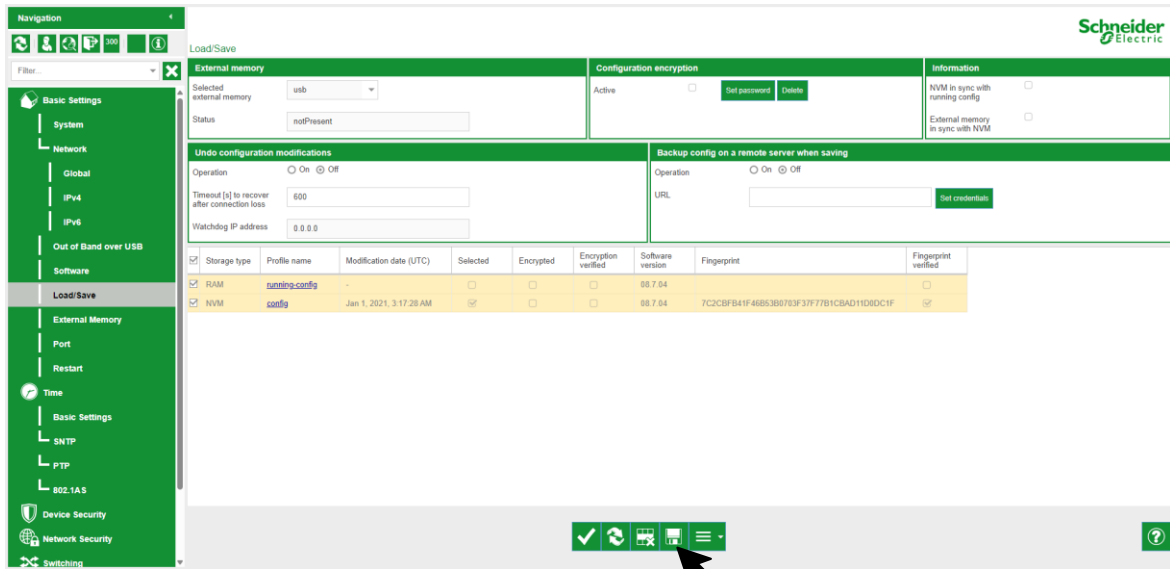 Navigation
300
Filter...
Basic Settings
System
Network
Global
IPv4
IPv6
Out of Band over USB
Software
Load/Save
External Memory
Port
Restart
Time
Basic Settings
SNTP
PTP
802.1AS
Device Security
Network Security
Switching
Schneider
Electric
Load/Save
External memory
Selected
external memory
usb
Status
notPresent
Configuration encryption
Active
Set password
Delete
Information
NVM in sync with
running config
External memory
in sync with NVM
Undo configuration modifications
Operation
On
Off
Timeout [s] to recover
after connection loss
600
Watchdog IP address
0.0.0.0
Backup config on a remote server when saving
Operation
On
Off
URL
Set credentials
Storage type
Profile name
Modification date (UTC)
Selected
Encrypted
Encryption
verified
Software
version
Fingerprint
Fingerprint
verified
RAM
running-config
-
08.7.04
NVM
config
Jan 1, 2021, 3:17:28 AM
08.7.04
7C2CBFB41F46B53B0703F37F77B1CBAD11D0DC1F
?